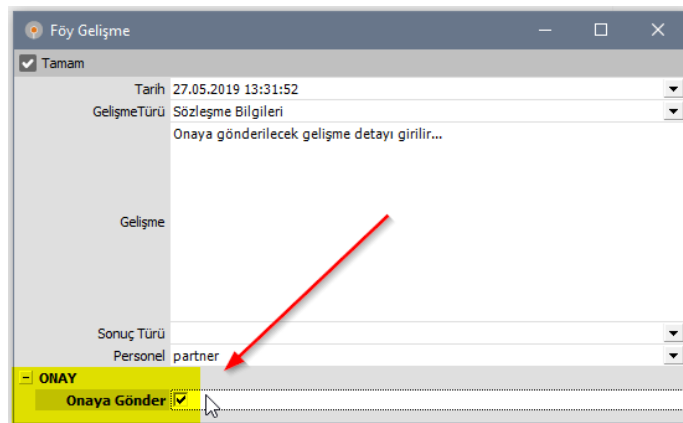 Föy Gelişme
Tamam
Tarih 27.05.2019 13:31:52
GelişmeTürü Sözleşme Bilgileri
Onaya gönderilecek gelişme detayı girilir...
Gelişme
Sonuç Türü
Personel partner
ONAY
Onaya Gönder